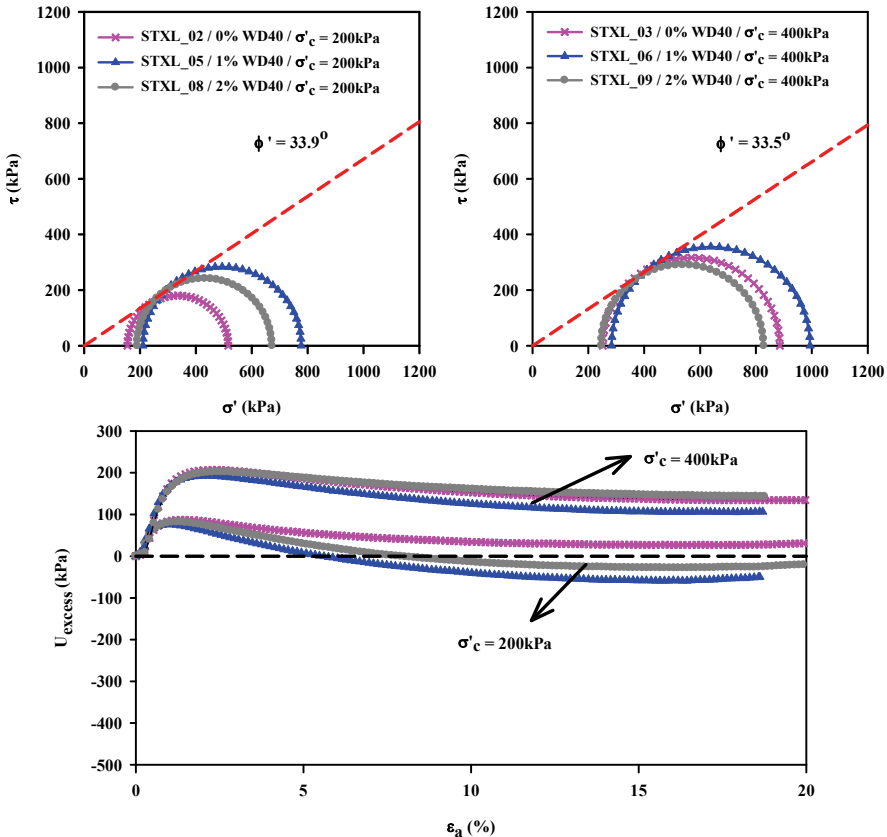 STXL_02 / 0% WD40 / σ'c = 200kPa
STXL_05 / 1% WD40 / σ'c = 200kPa
STXL_08 / 2% WD40 / σ'c = 200kPa
ϕ ' = 33.9°
1200
1000
800
600
400
200
0
τ (kPa)
0 200 400 600 800 1000 1200
σ' (kPa)
STXL_03 / 0% WD40 / σ'c = 400kPa
STXL_06 / 1% WD40 / σ'c = 400kPa
STXL_09 / 2% WD40 / σ'c = 400kPa
ϕ ' = 33.5°
1200
1000
800
600
400
200
0
τ (kPa)
0 200 400 600 800 1000 1200
σ' (kPa)
300
200
100
0
-100
-200
-300
-400
-500
Uexcess (kPa)
σ'c = 400kPa
σ'c = 200kPa
0 5 10 15 20
εa (%)